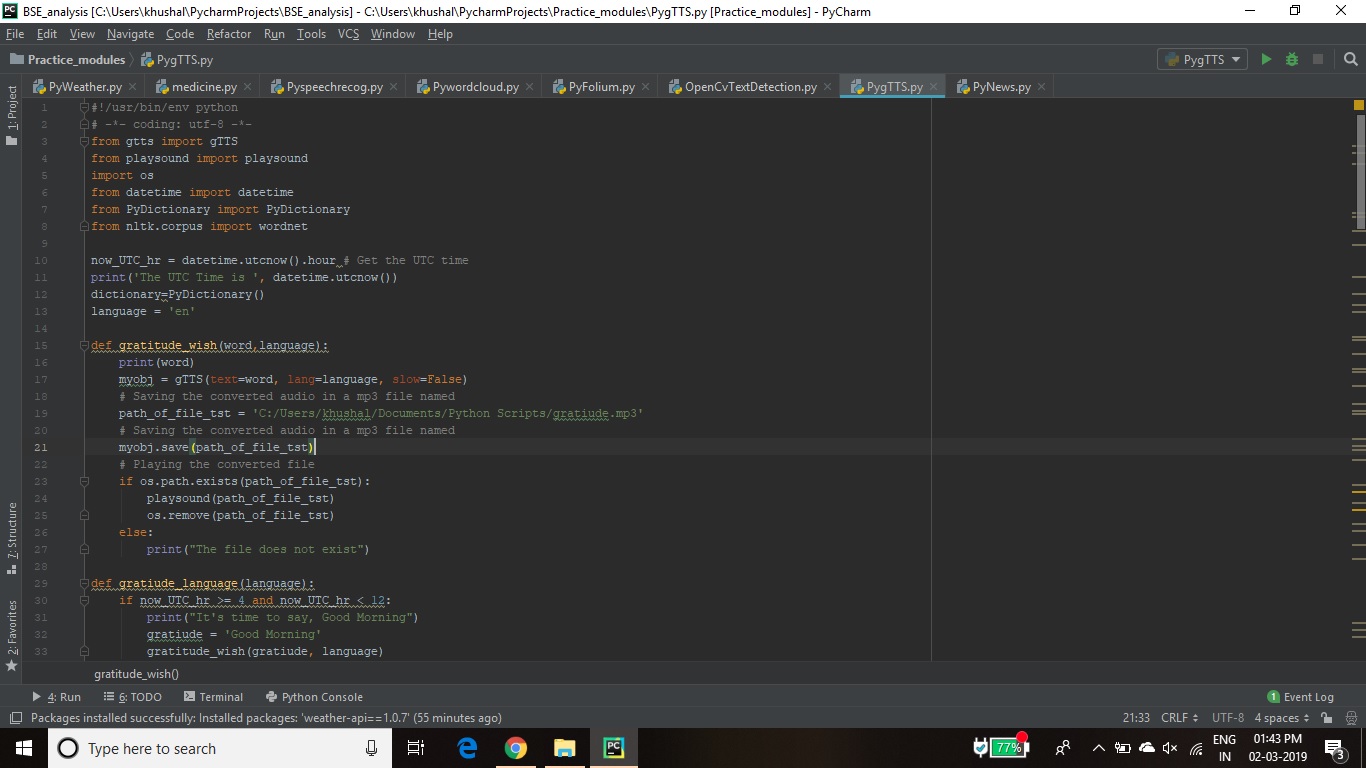 BSE_analysis [C:\Users\khushal\PycharmProjects\BSE_analysis] - C:\Users\khushal\PycharmProjects\Practice_modules\PygTTS.py [Practice_modules] - PyCharm
File Edit View Navigate Code Refactor Run Tools VCS Window Help
Practice_modules PygTTS.py PygTTS
PyWeather.py medicine.py Pyspeechrecog.py Pywordcloud.py PyFolium.py OpenCvTextDetection.py PygTTS.py PyNews.py
1: Project
1 #!/usr/bin/env python
2 # -*- coding: utf-8 -*-
3 from gtts import gTTS
4 from playsound import playsound
5 import os
6 from datetime import datetime
7 from PyDictionary import PyDictionary
8 from nltk.corpus import wordnet
9
10 now_UTC_hr = datetime.utcnow().hour # Get the UTC time
11 print('The UTC Time is ', datetime.utcnow())
12 dictionary=PyDictionary()
13 language = 'en'
14
15 def gratitude_wish(word,language):
16 print(word)
17 myobj = gTTS(text=word, lang=language, slow=False)
18 # Saving the converted audio in a mp3 file named
19 path_of_file_tst = 'C:/Users/khushal/Documents/Python Scripts/gratiude.mp3'
20 # Saving the converted audio in a mp3 file named
21 myobj.save(path_of_file_tst)
22 # Playing the converted file
23 if os.path.exists(path_of_file_tst):
24 playsound(path_of_file_tst)
25 os.remove(path_of_file_tst)
26 else:
27 print("The file does not exist")
28
29 def gratiude_language(language):
30 if now_UTC_hr >= 4 and now_UTC_hr < 12:
31 print("It's time to say, Good Morning")
32 gratiude = 'Good Morning'
33 gratitude_wish(gratiude, language)
7: Structure
2: Favorites
gratitude_wish()
4: Run 6: TODO Terminal Python Console 1 Event Log
Packages installed successfully: Installed packages: 'weather-api==1.0.7' (55 minutes ago) 21:33 CRLF UTF-8 4 spaces
Type here to search 77% ENG 01:43 PM
IN 02-03-2019 3